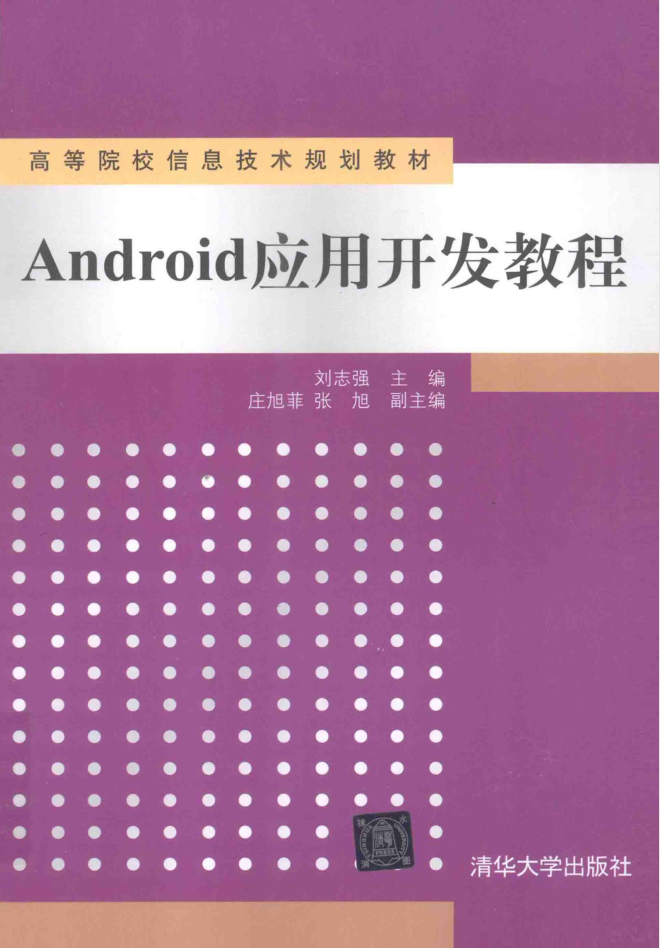 高等院校信息技术规划教材
Android应用开发教程
刘志强 主 编
庄旭菲 张 旭 副主编
清华大学出版社